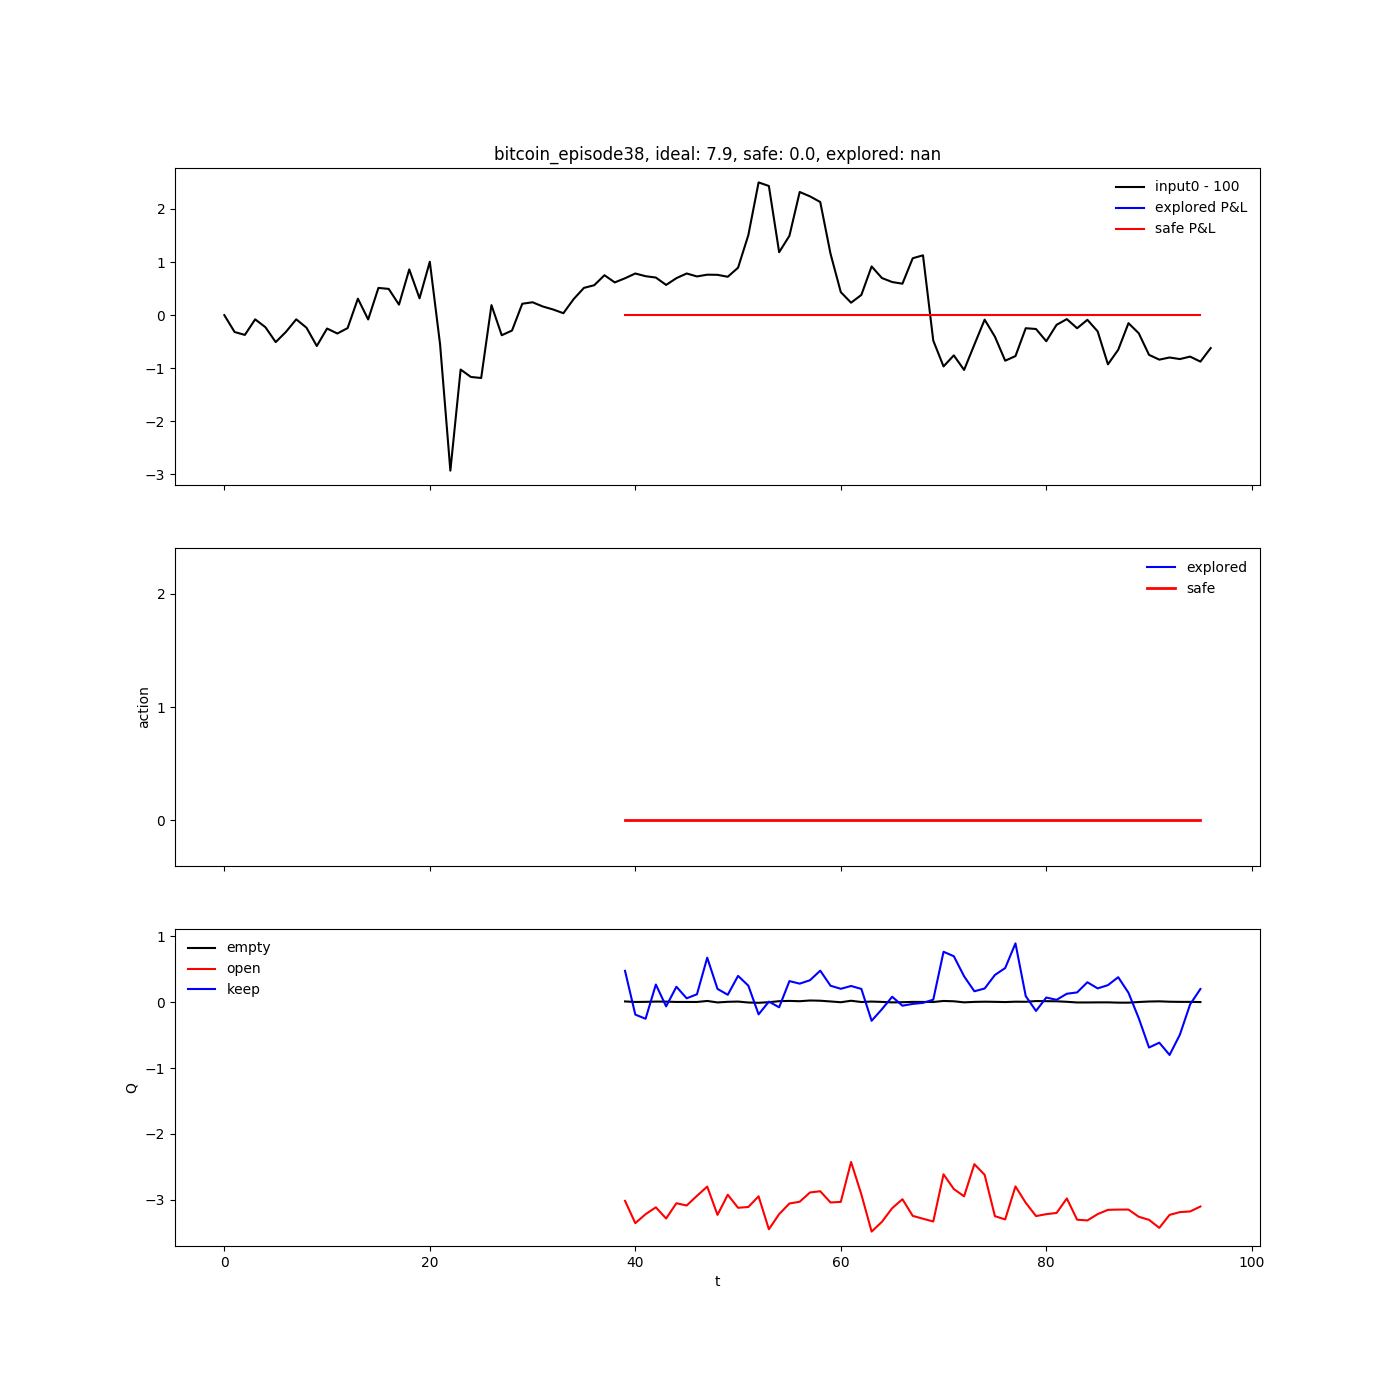 bitcoin_episode38, ideal: 7.9, safe: 0.0, explored: nan
input0 - 100
explored P&L
safe P&L
2
1
0
−1
−2
−3
explored
safe
2
1
0
action
empty
open
keep
1
0
−1
−2
−3
Q
0
20
40
60
80
100
t